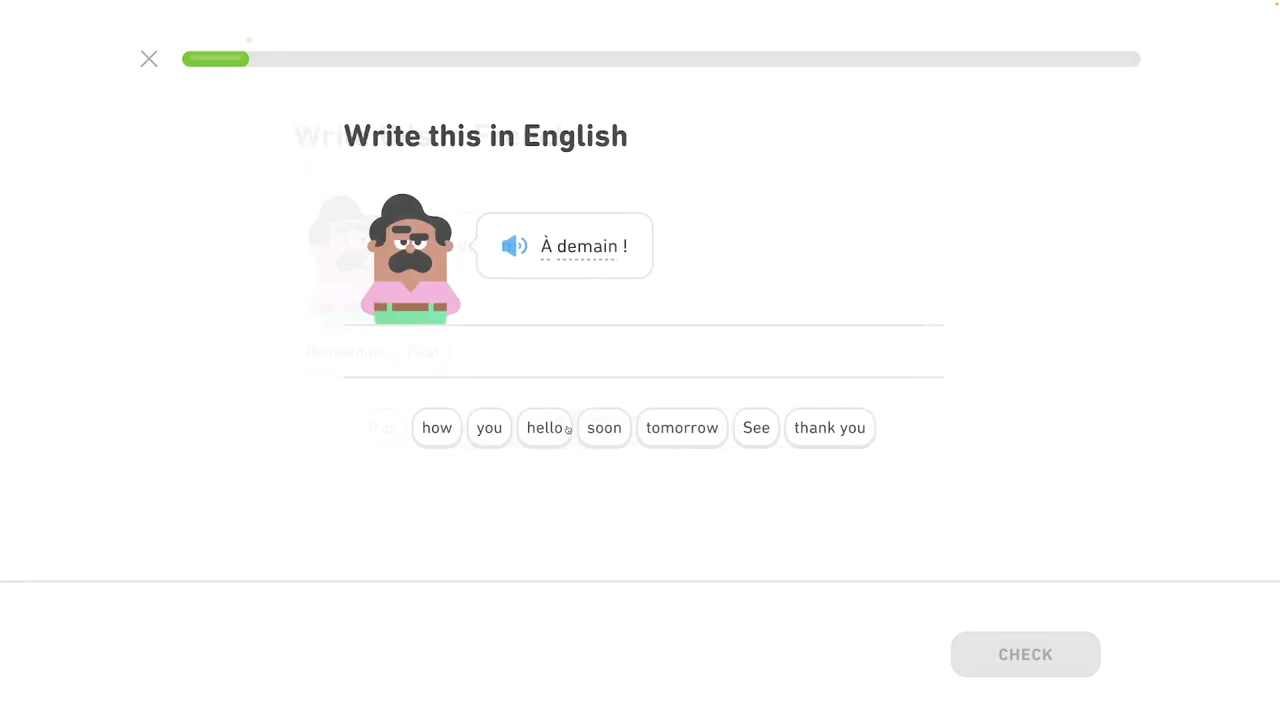 Write this in English
À demain !
how you hello soon tomorrow See thank you
CHECK